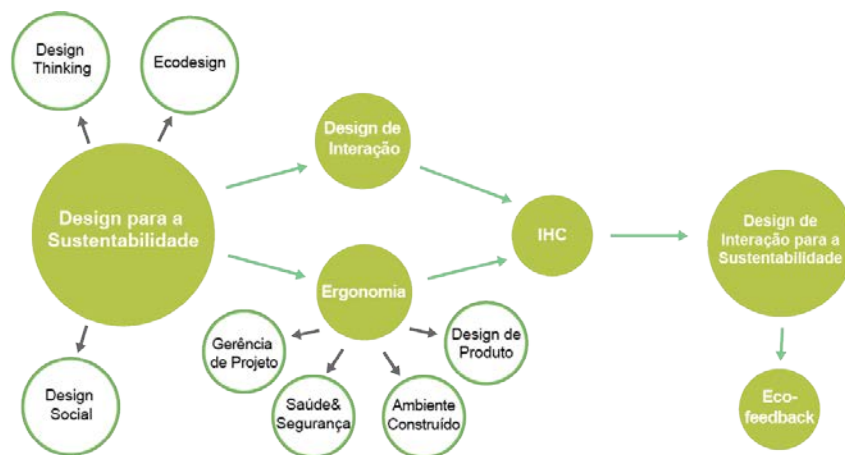 Design
Thinking
Ecodesign
Design de
Interação
Design para a
Sustentabilidade
IHC
Design de
Interação para a
Sustentabilidade
Ergonomia
Gerência
de Projeto
Design de
Produto
Design
Social
Saúde&
Segurança
Ambiente
Construído
Eco-
feedback